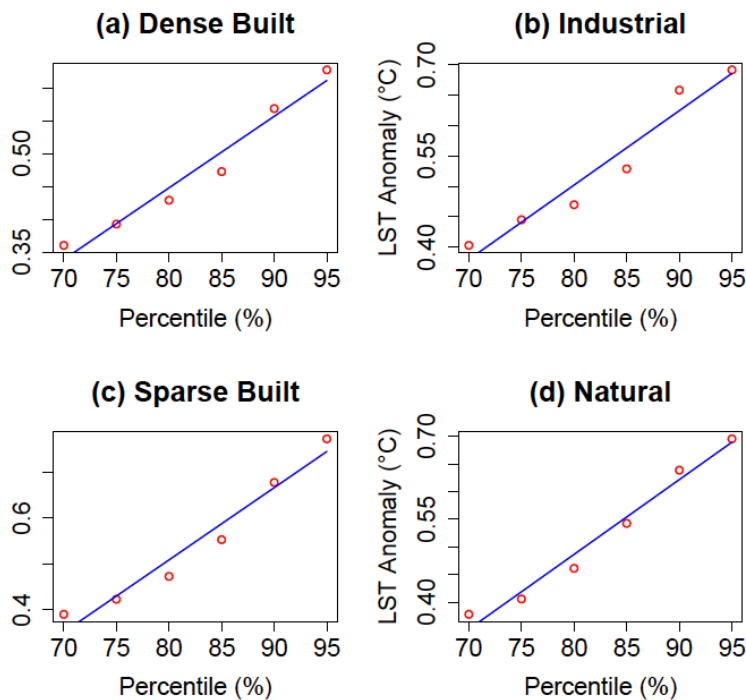 (a) Dense Built
0.50
0.35
70 75 80 85 90 95
Percentile (%)
(b) Industrial
LST Anomaly (°C)
0.70
0.55
0.40
70 75 80 85 90 95
Percentile (%)
(c) Sparse Built
0.6
0.4
70 75 80 85 90 95
Percentile (%)
(d) Natural
LST Anomaly (°C)
0.70
0.55
0.40
70 75 80 85 90 95
Percentile (%)